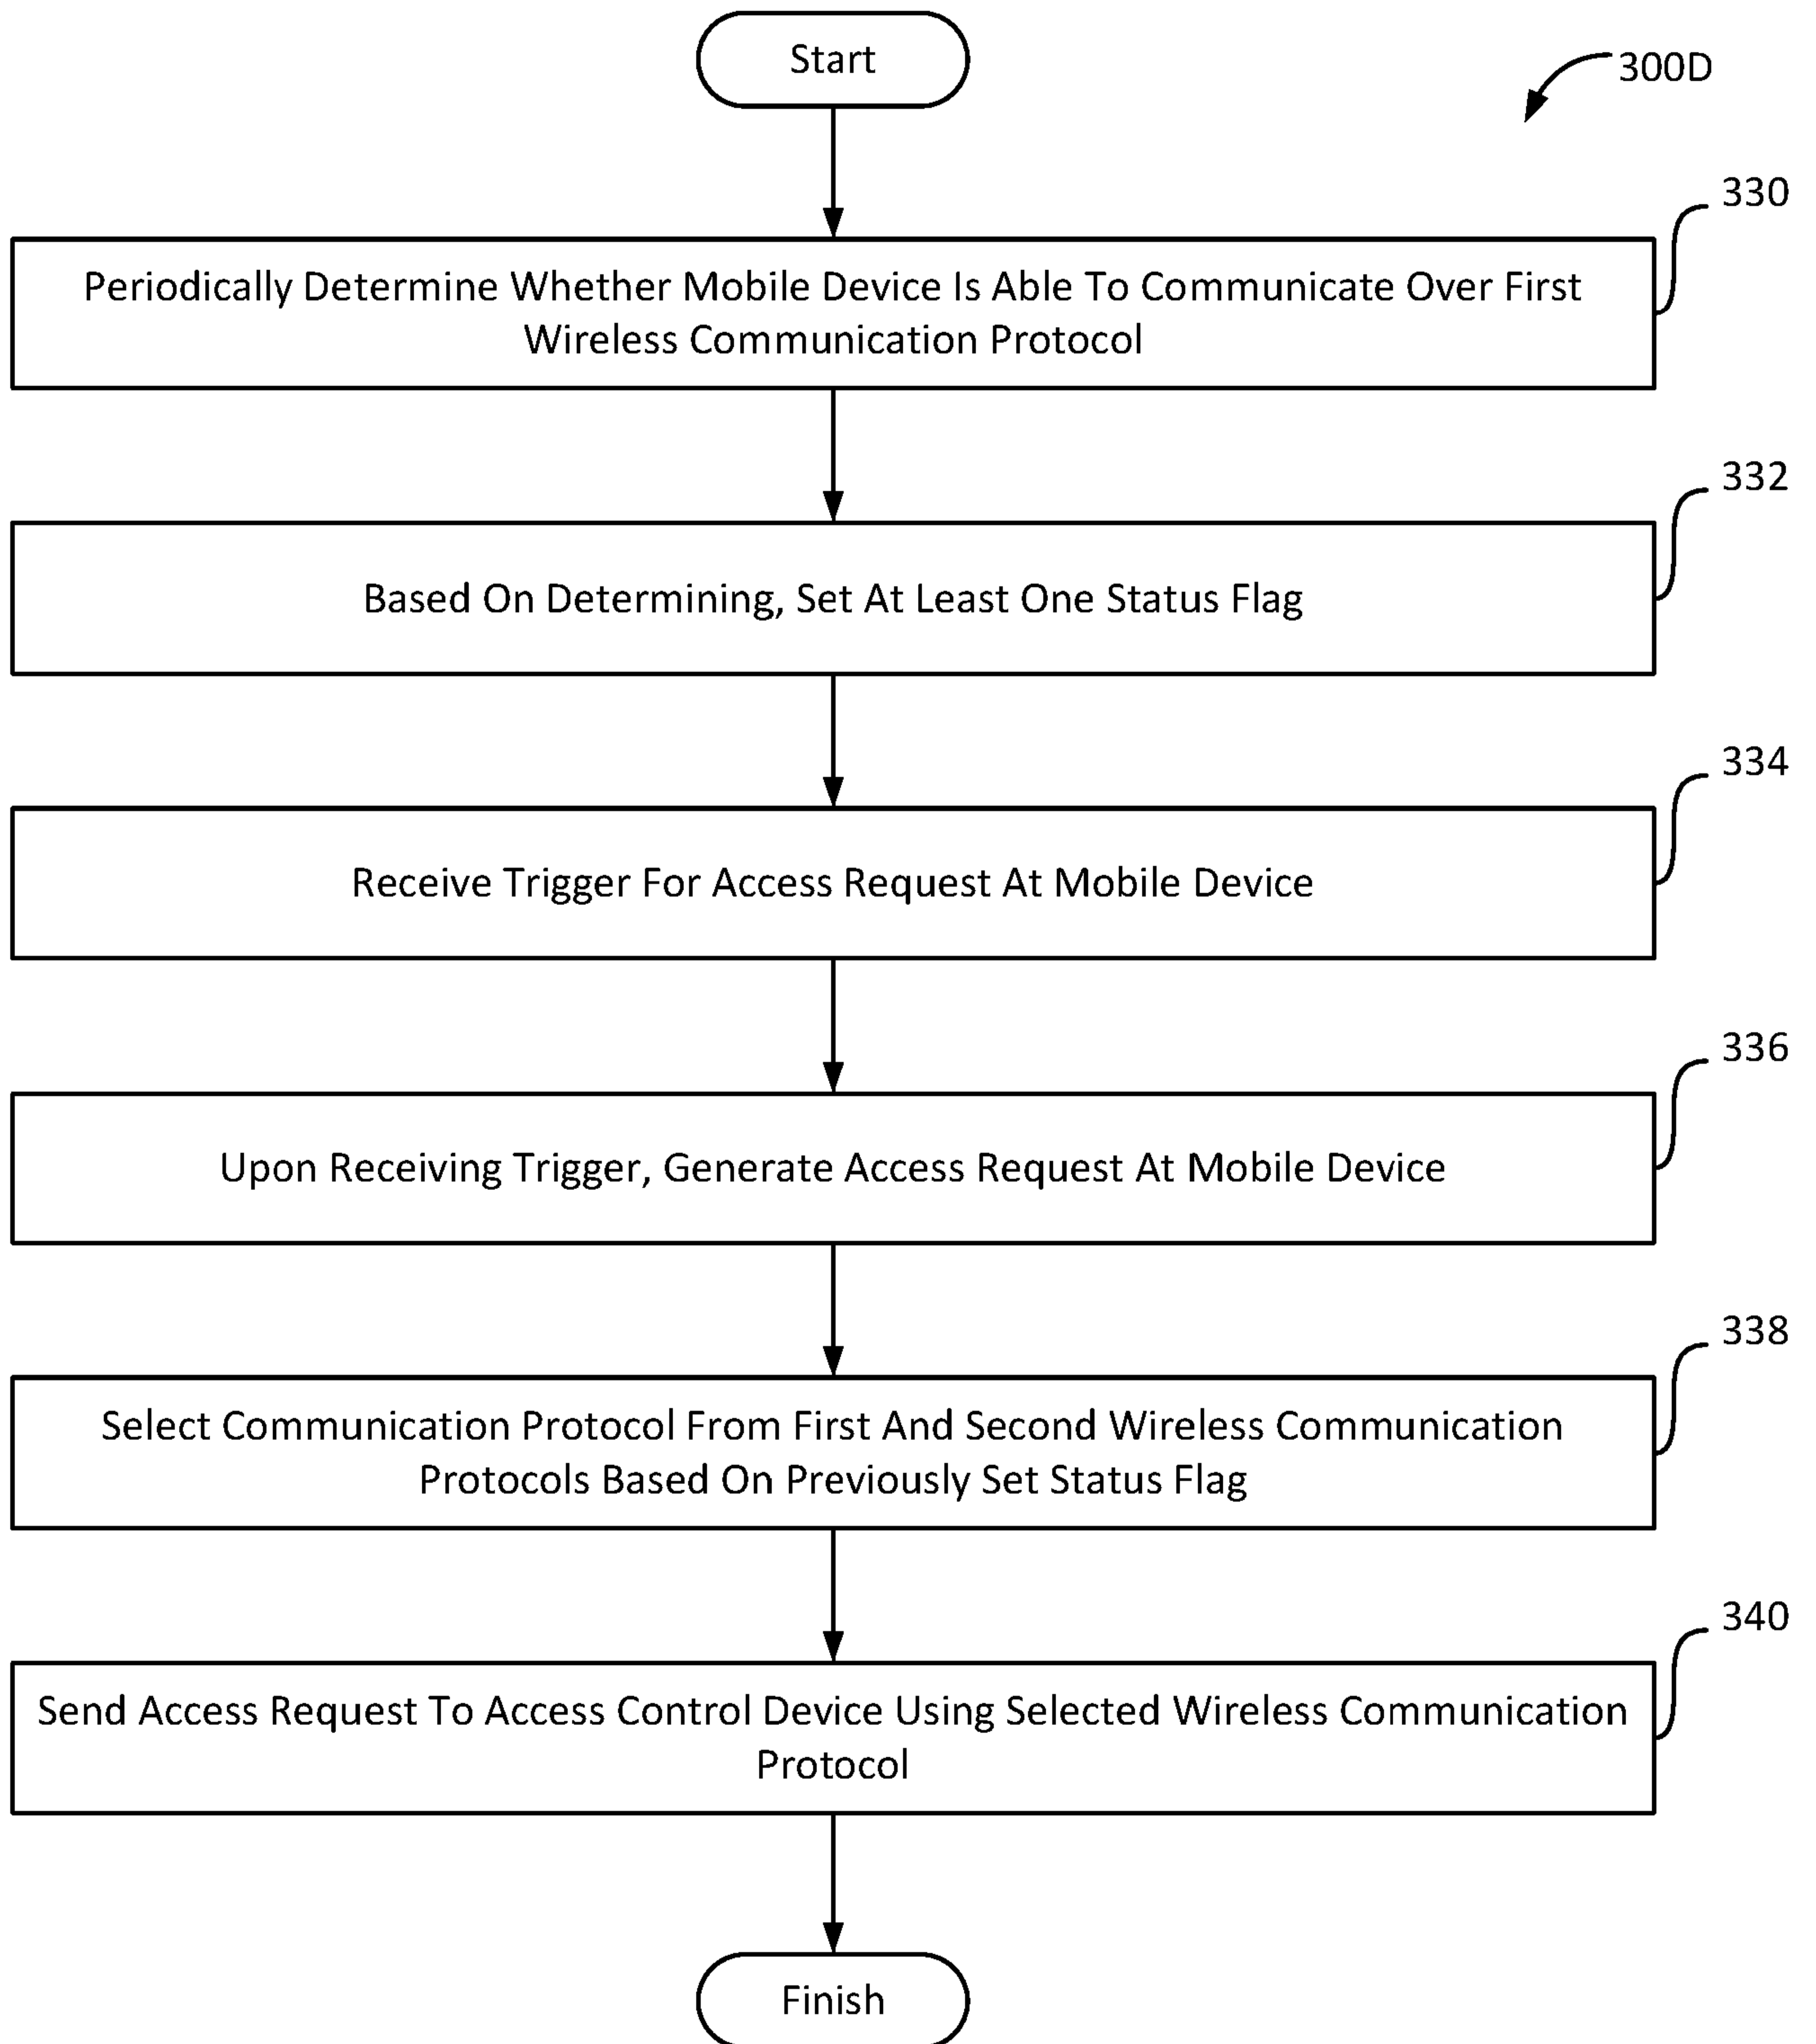 Start
300D
330
Periodically Determine Whether Mobile Device Is Able To Communicate Over First
Wireless Communication Protocol
332
Based On Determining, Set At Least One Status Flag
334
Receive Trigger For Access Request At Mobile Device
336
Upon Receiving Trigger, Generate Access Request At Mobile Device
338
Select Communication Protocol From First And Second Wireless Communication
Protocols Based On Previously Set Status Flag
340
Send Access Request To Access Control Device Using Selected Wireless Communication
Protocol
Finish